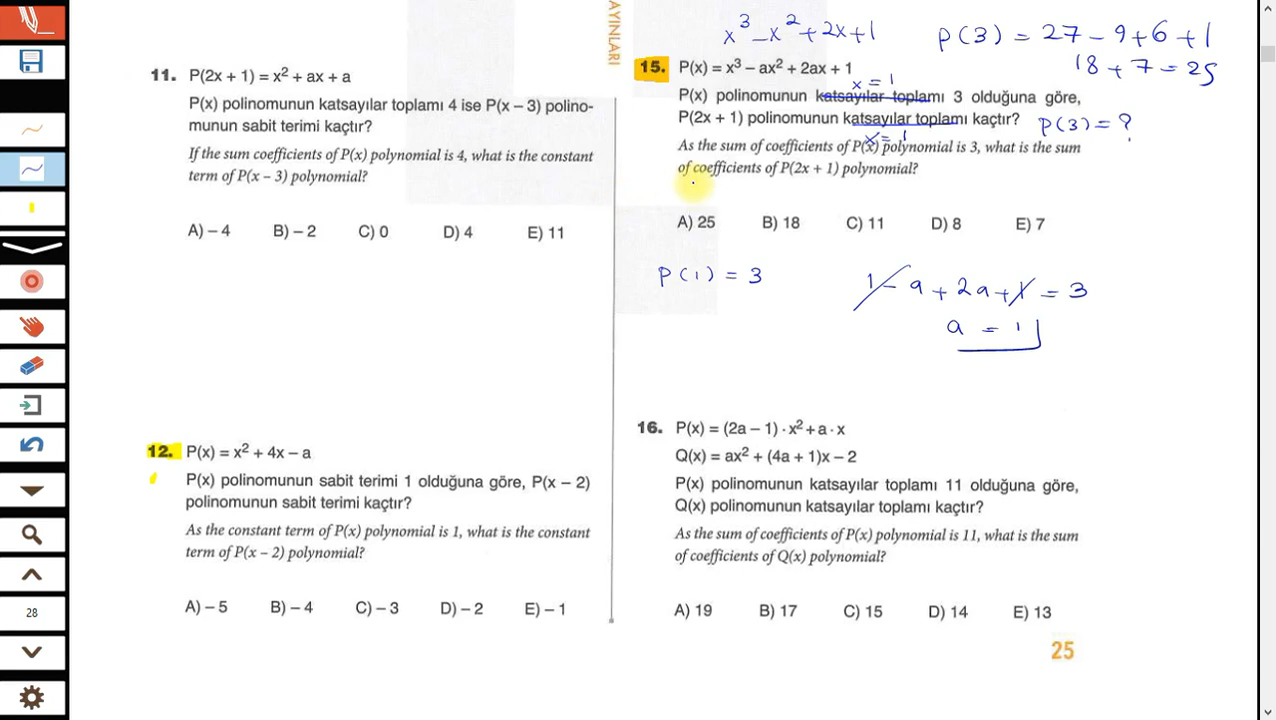 AYINLARI
11. P(2x + 1) = x² + ax + a
P(x) polinomunun katsayılar toplamı 4 ise P(x – 3) polino-
munun sabit terimi kaçtır?
If the sum coefficients of P(x) polynomial is 4, what is the constant
term of P(x – 3) polynomial?
A) – 4 B) – 2 C) 0 D) 4 E) 11
12. P(x) = x² + 4x – a
P(x) polinomunun sabit terimi 1 olduğuna göre, P(x – 2)
polinomunun sabit terimi kaçtır?
As the constant term of P(x) polynomial is 1, what is the constant
term of P(x – 2) polynomial?
A) – 5 B) – 4 C) – 3 D) – 2 E) – 1
x³ – x² + 2x + 1
P(3) = 27 – 9 + 6 + 1
18 + 7 = 25
15. P(x) = x³ – ax² + 2ax + 1
x = 1
P(x) polinomunun katsayılar toplamı 3 olduğuna göre,
P(2x + 1) polinomunun katsayılar toplamı kaçtır? P(3) = ?
x = 1
As the sum of coefficients of P(x) polynomial is 3, what is the sum
of coefficients of P(2x + 1) polynomial?
A) 25 B) 18 C) 11 D) 8 E) 7
P(1) = 3
1 – a + 2a + 1 = 3
a = 1
16. P(x) = (2a – 1) · x² + a · x
Q(x) = ax² + (4a + 1)x – 2
P(x) polinomunun katsayılar toplamı 11 olduğuna göre,
Q(x) polinomunun katsayılar toplamı kaçtır?
As the sum of coefficients of P(x) polynomial is 11, what is the sum
of coefficients of Q(x) polynomial?
A) 19 B) 17 C) 15 D) 14 E) 13
25
28